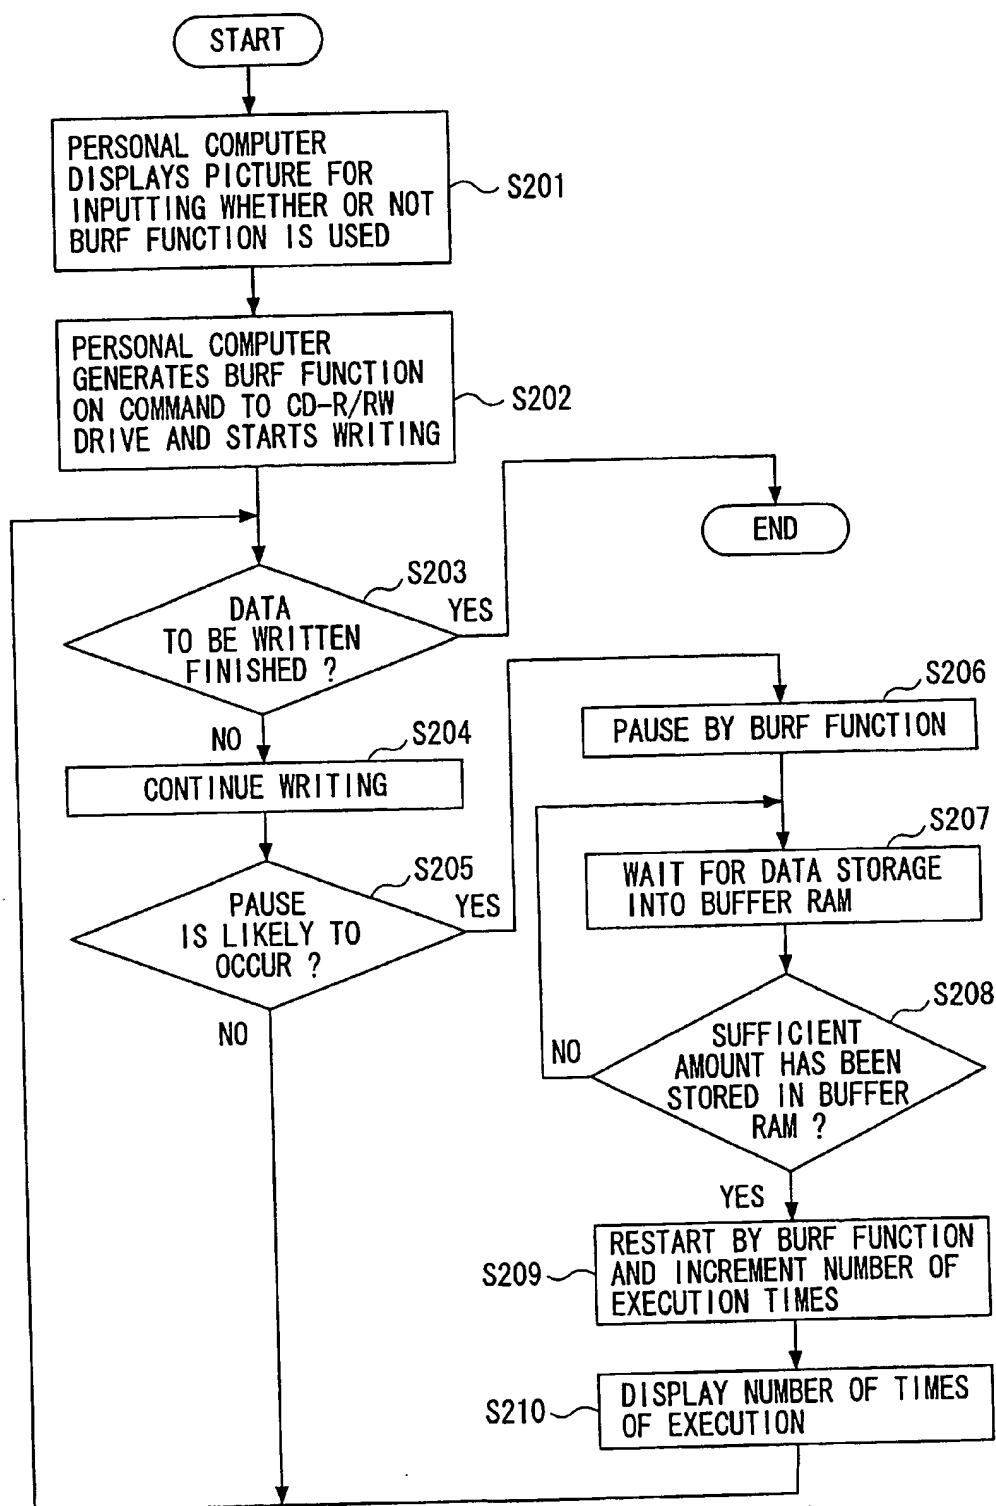 START
PERSONAL COMPUTER
DISPLAYS PICTURE FOR
INPUTTING WHETHER OR NOT
BURF FUNCTION IS USED
S201
PERSONAL COMPUTER
GENERATES BURF FUNCTION
ON COMMAND TO CD-R/RW
DRIVE AND STARTS WRITING
S202
END
S203
DATA
TO BE WRITTEN
FINISHED ?
YES
NO
S204
CONTINUE WRITING
S205
PAUSE
IS LIKELY TO
OCCUR ?
YES
NO
S206
PAUSE BY BURF FUNCTION
S207
WAIT FOR DATA STORAGE
INTO BUFFER RAM
S208
SUFFICIENT
AMOUNT HAS BEEN
STORED IN BUFFER
RAM ?
NO
YES
S209
RESTART BY BURF FUNCTION
AND INCREMENT NUMBER OF
EXECUTION TIMES
S210
DISPLAY NUMBER OF TIMES
OF EXECUTION